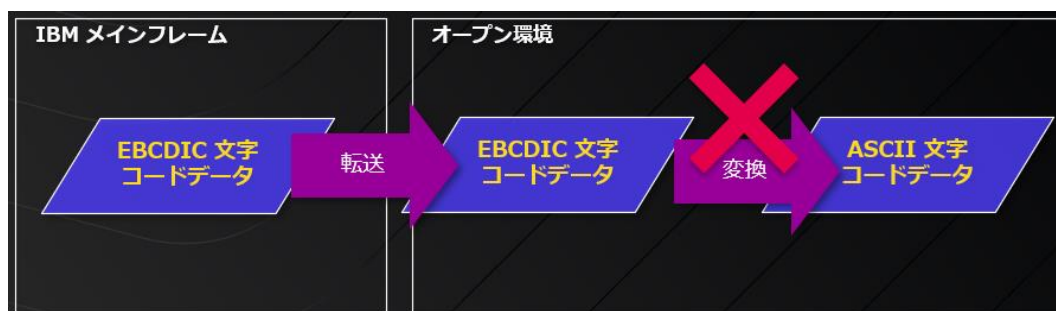 IBM メインフレーム
オープン環境
EBCDIC 文字
コードデータ
転送
EBCDIC 文字
コードデータ
変換
ASCII 文字
コードデータ